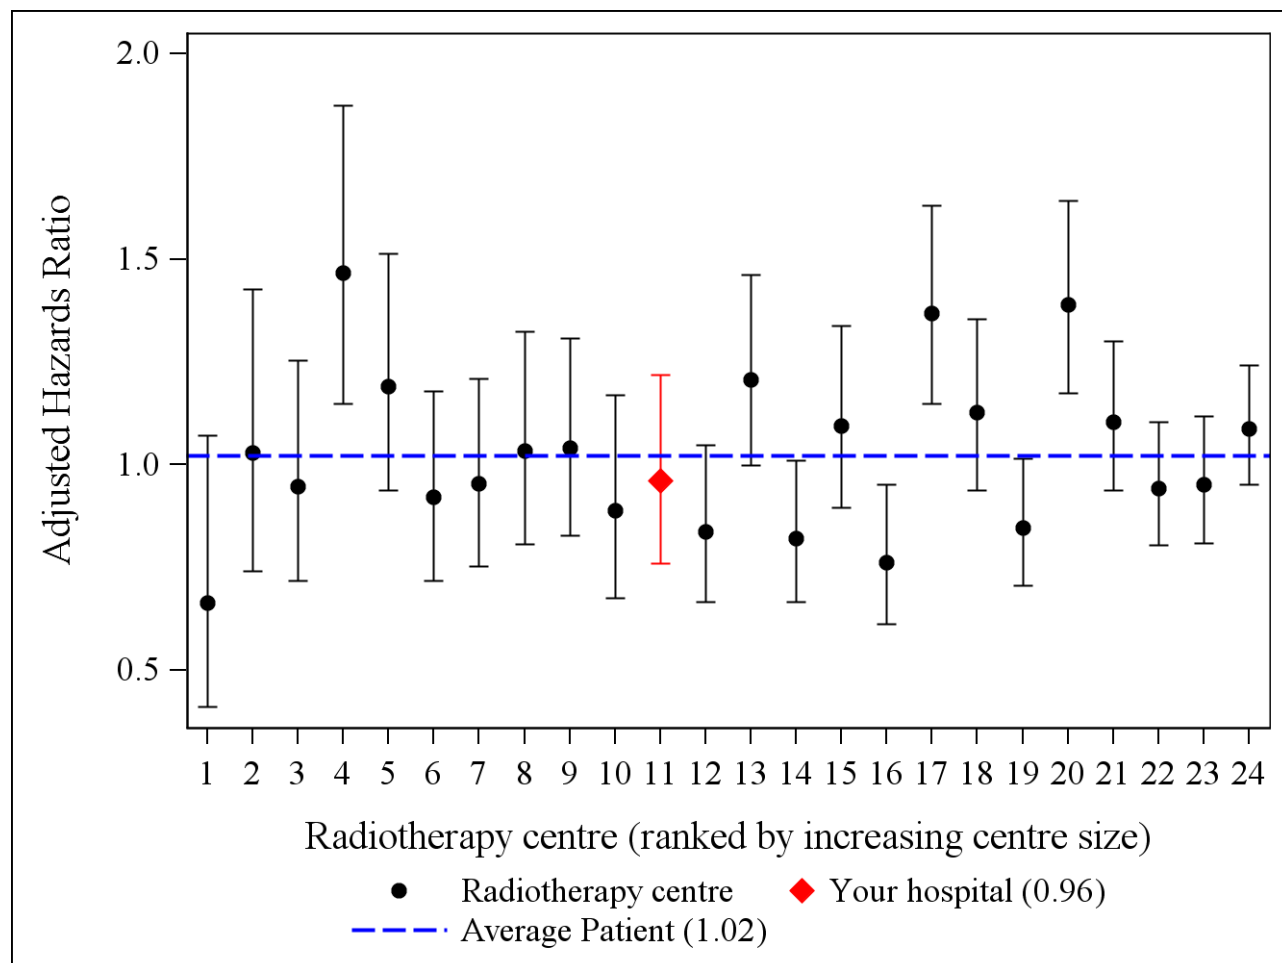 2.0
1.5
1.0
0.5
Adjusted Hazards Ratio
1 2 3 4 5 6 7 8 9 10 11 12 13 14 15 16 17 18 19 20 21 22 23 24
Radiotherapy centre (ranked by increasing centre size)
Radiotherapy centre Your hospital (0.96)
Average Patient (1.02)